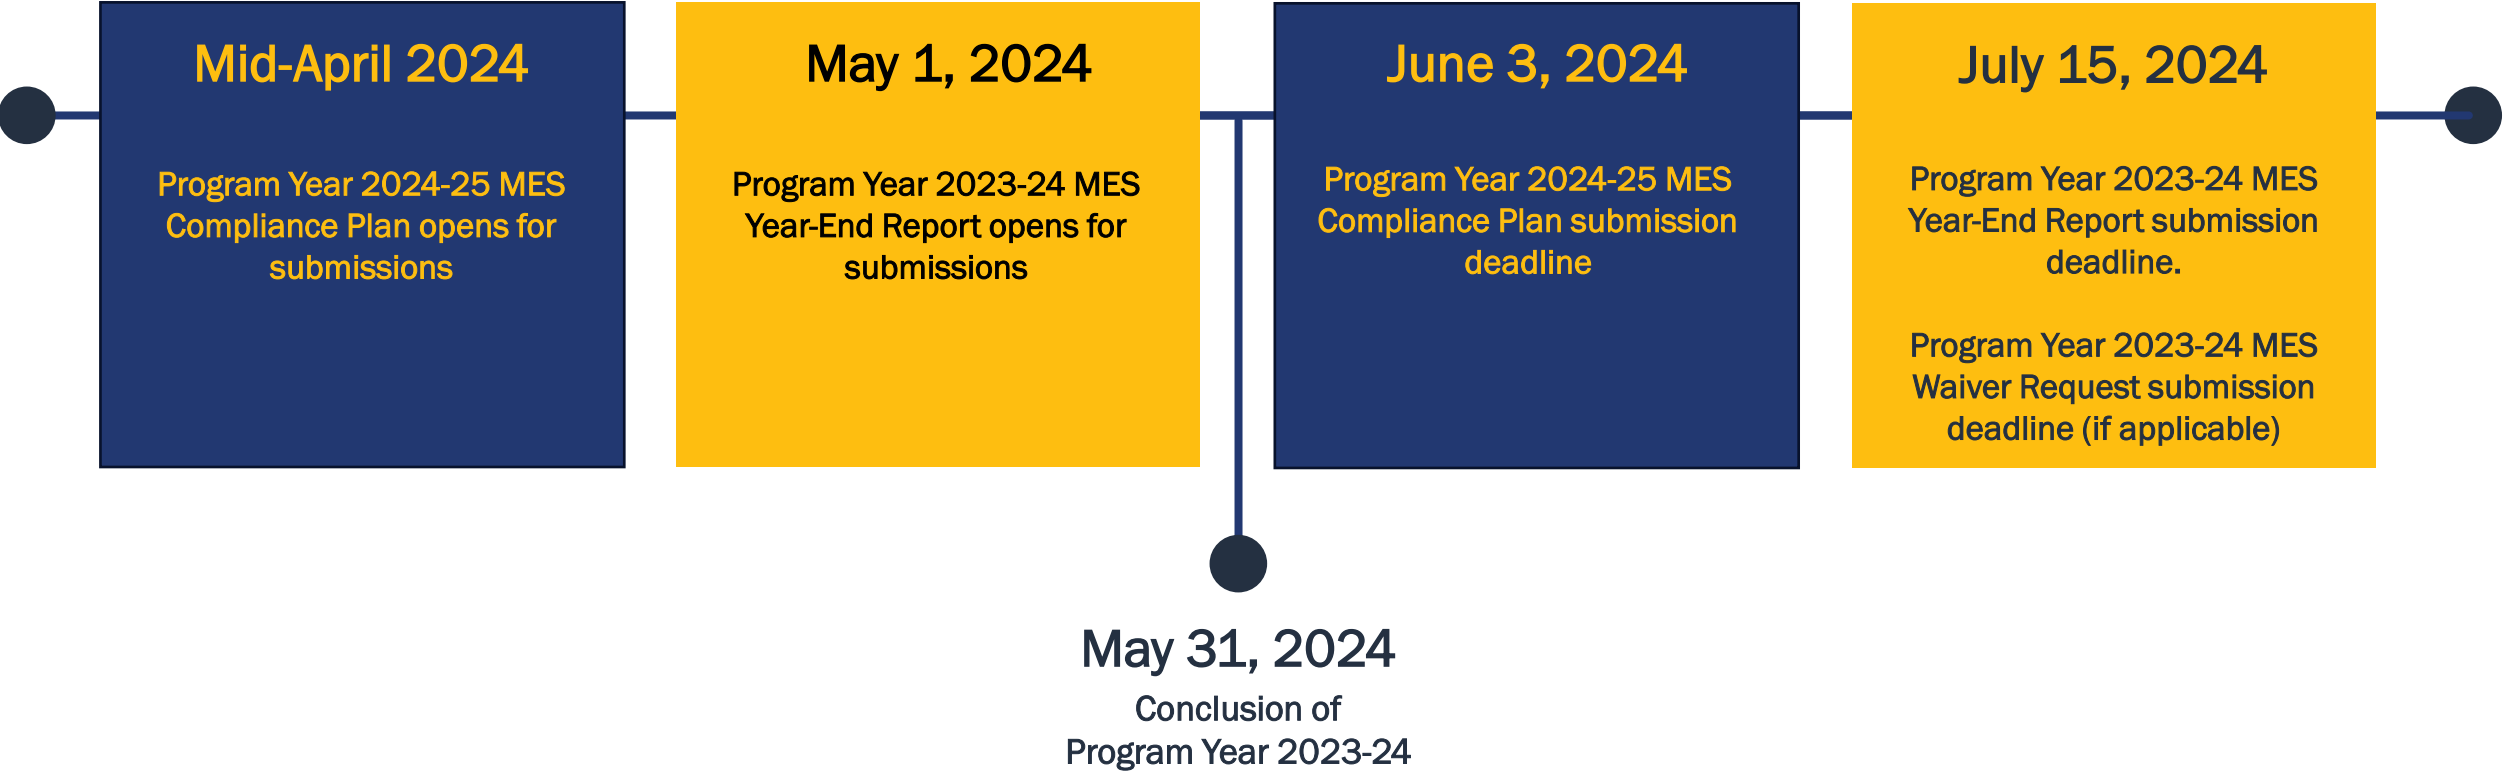 Mid-April 2024
Program Year 2024-25 MES
Compliance Plan opens for
submissions
May 1, 2024
Program Year 2023-24 MES
Year-End Report opens for
submissions
June 3, 2024
Program Year 2024-25 MES
Compliance Plan submission
deadline
July 15, 2024
Program Year 2023-24 MES
Year-End Report submission
deadline.
Program Year 2023-24 MES
Waiver Request submission
deadline (if applicable)
May 31, 2024
Conclusion of
Program Year 2023-24